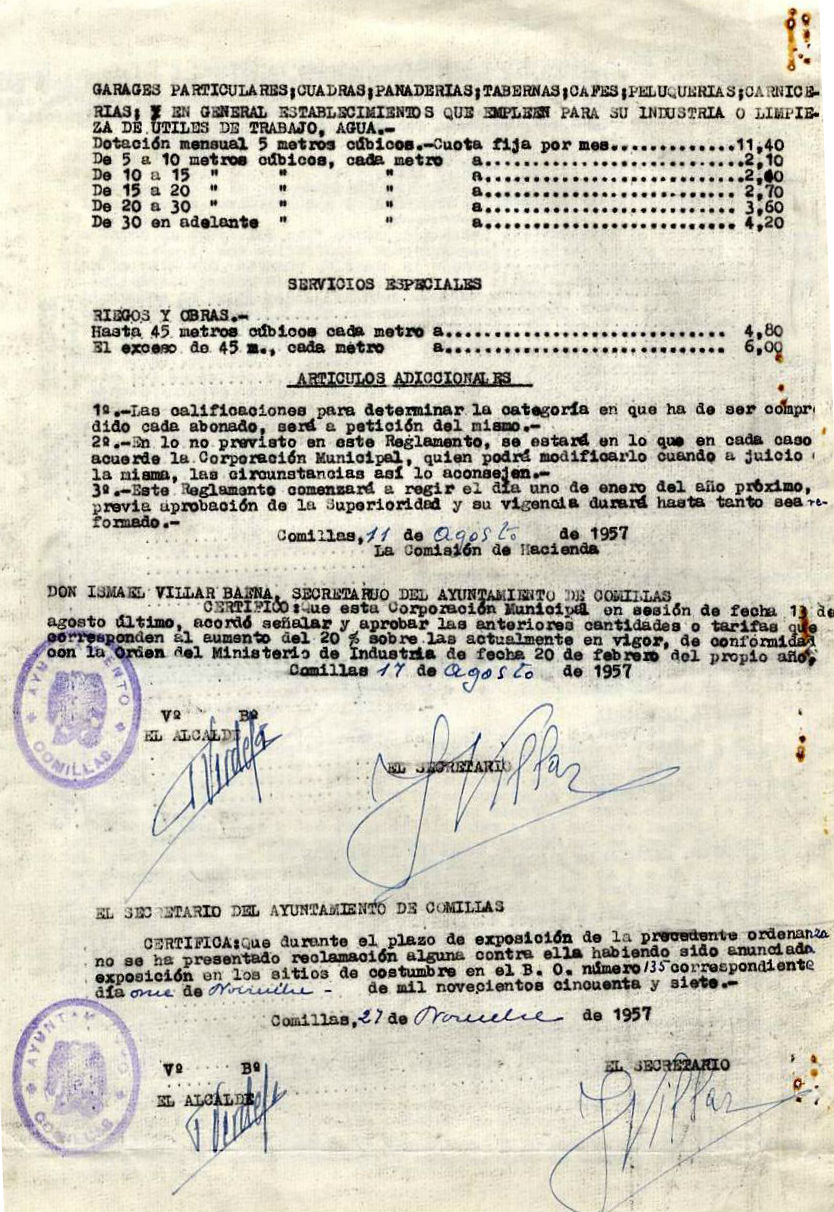 GARAGES PARTICULARES;CUADRAS;PANADERIAS;TABERNAS;CAFES;PELUQUERIAS;CARNICE-
RIAS; Y EN GENERAL ESTABLECIMIENTOS QUE EMPLEEN PARA SU INDUSTRIA O LIMPIE-
ZA DE UTILES DE TRABAJO, AGUA.-
Dotación mensual 5 metros cúbicos.-Cuota fija por mes..............11,40
De 5 a 10 metros cúbicos, cada metro a.............................2,10
De 10 a 15 " " " a.............................
De 15 a 20 " " " a.............................2,70
De 20 a 30 " " " a.............................3,60
De 30 en adelante " " a.............................4,20
SERVICIOS ESPECIALES
RIEGOS Y OBRAS.-
Hasta 45 metros cúbicos cada metro a............................... 4,80
El exceso de 45 m., cada metro a............................... 6,00
ARTICULOS ADICCIONALES
1º.-Las calificaciones para determinar la categoría en que ha de ser compr
dido cada abonado, será a petición del mismo.-
2º.-En lo no previsto en este Reglamento, se estará en lo que en cada caso
acuerde la Corporación Municipal, quien podrá modificarlo cuando a juicio
la misma, las circunstancias así lo aconsejen.-
3º.-Este Reglamento comenzará a regir el día uno de enero del año próximo,
previa aprobación de la Superioridad y su vigencia durará hasta tanto sea re-
formado.-
Comillas, 11 de agosto de 1957
La Comisión de Hacienda
DON ISMAEL VILLAR BAENA, SECRETARUO DEL AYUNTAMIENTO DE COMILLAS
CERTIFICO:Que esta Corporación Municipal en sesión de fecha 13 de
agosto último, acordó señalar y aprobar las anteriores cantidades o tarifas que
corresponden al aumento del 20 % sobre las actualmente en vigor, de conformidad
con la Orden del Ministerio de Industria de fecha 20 de febrero del propio año,
Comillas 17 de agosto de 1957
AYUNTAMIENTO
COMILLAS
Vº Bº
EL ALCALDE
EL SECRETARIO
JVillar
EL SECRETARIO DEL AYUNTAMIENTO DE COMILLAS
CERTIFICA:Que durante el plazo de exposición de la precedente ordenanza
no se ha presentado reclamación alguna contra ella habiendo sido anunciada
exposición en los sitios de costumbre en el B. O. número 135 correspondiente
día once de Noviembre - de mil novecientos cincuenta y siete.-
Comillas, 27 de Noviembre de 1957
AYUNTAMIENTO
COMILLAS
Vº Bº
EL ALCALDE
EL SECRETARIO
JVillar